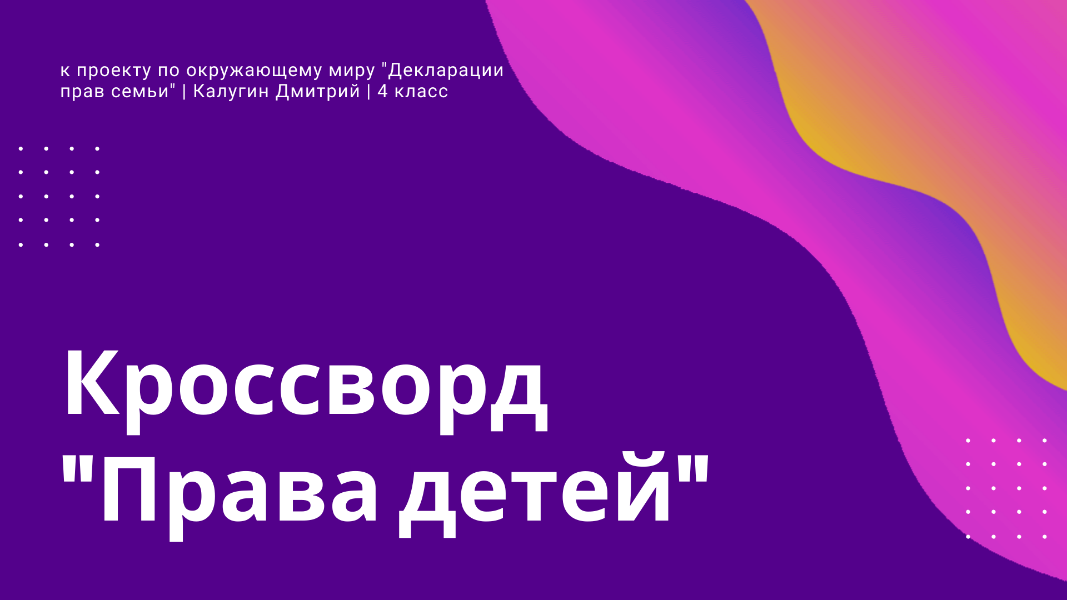 к проекту по окружающему миру "Декларации
прав семьи" | Калугин Дмитрий | 4 класс
Кроссворд
"Права детей"